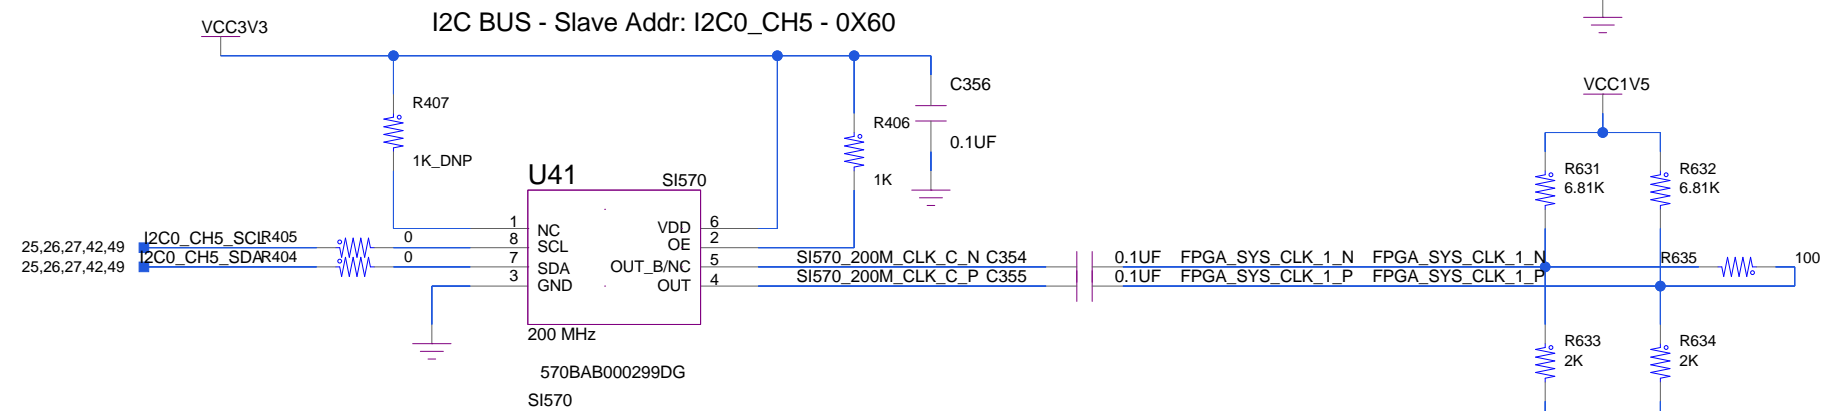 I2C BUS - Slave Addr: I2C0_CH5 - 0X60
VCC3V3
C356
0.1UF
VCC1V5
R407
1K_DNP
R406
1K
R631
6.81K
R632
6.81K
U41
SI570
1 NC
8 SCL
7 SDA
3 GND
VDD 6
OE 2
OUT_B/NC 5
OUT 4
25,26,27,42,49 I2C0_CH5_SCL R405 0
25,26,27,42,49 I2C0_CH5_SDA R404 0
SI570_200M_CLK_C_N C354 0.1UF FPGA_SYS_CLK_1_N FPGA_SYS_CLK_1_N R635 100
SI570_200M_CLK_C_P C355 0.1UF FPGA_SYS_CLK_1_P FPGA_SYS_CLK_1_P
200 MHz
570BAB000299DG
SI570
R633
2K
R634
2K